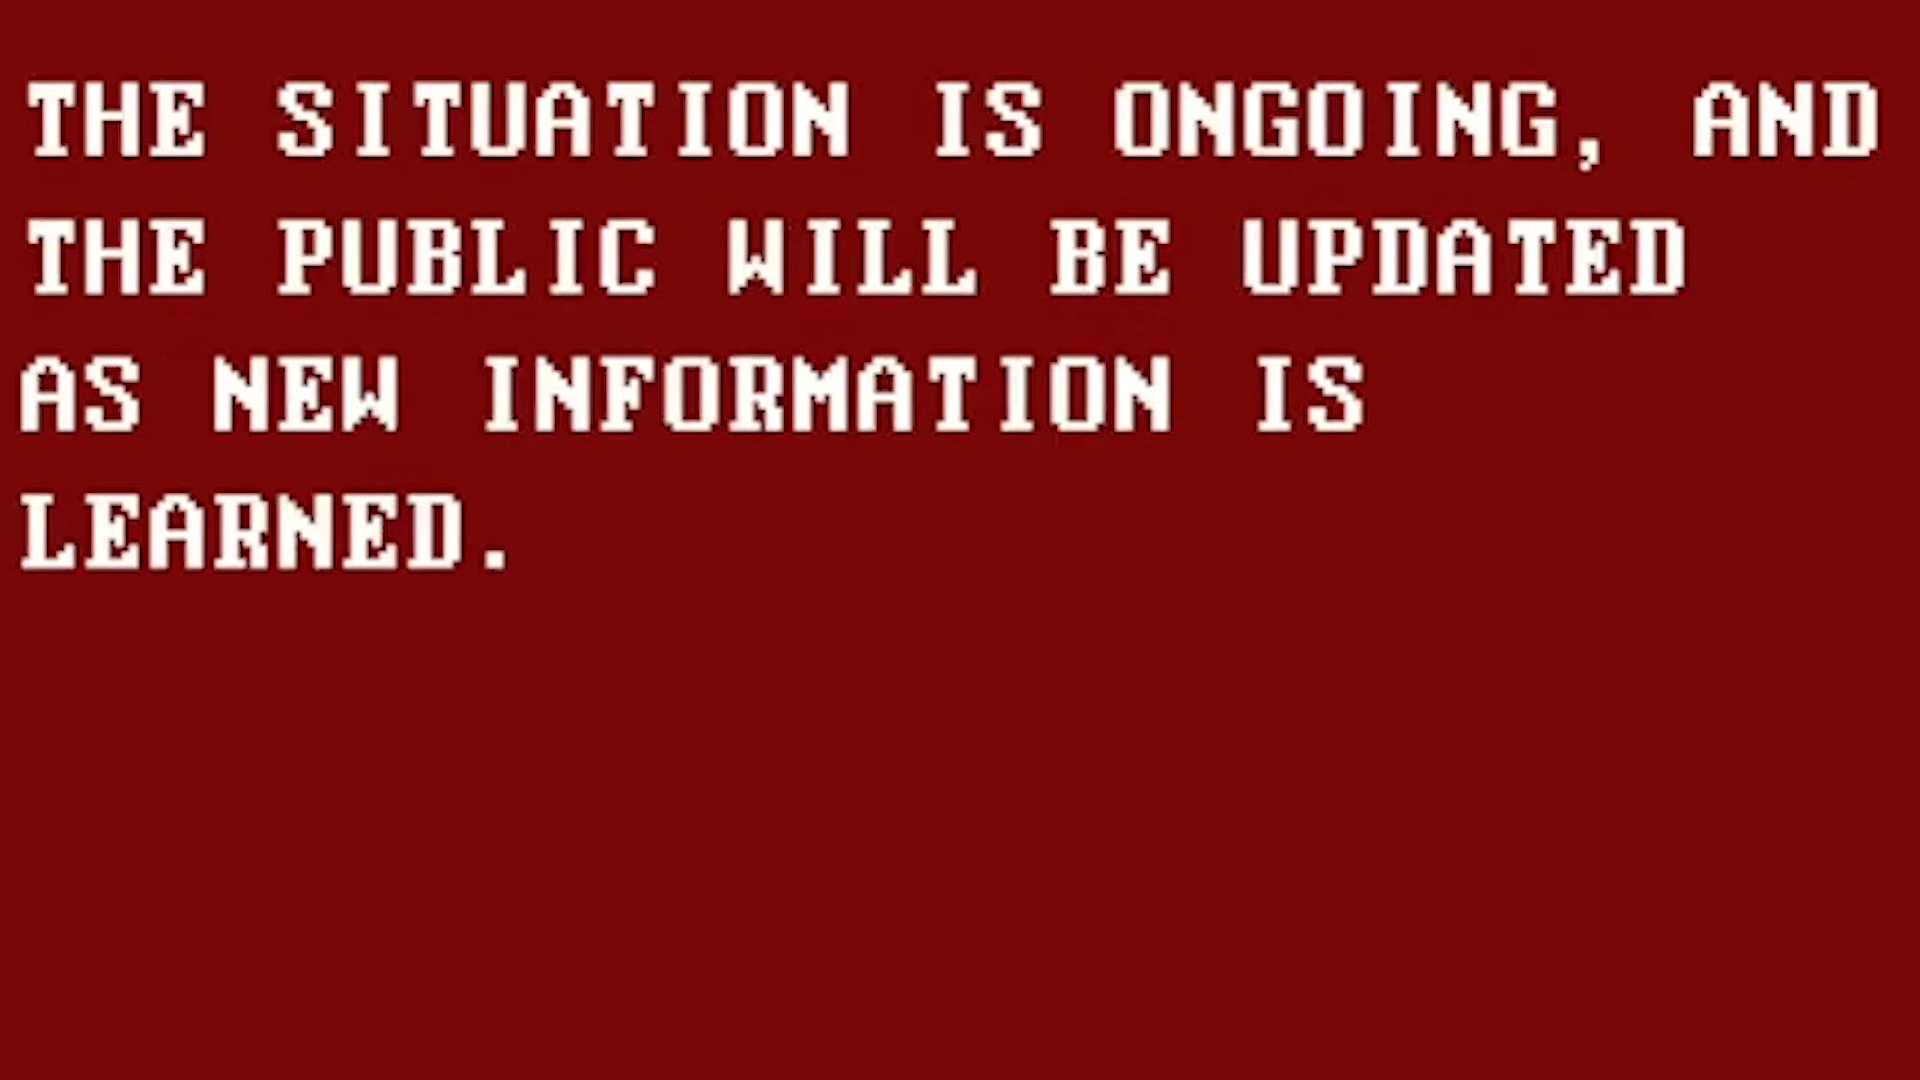 THE SITUATION IS ONGOING, AND
THE PUBLIC WILL BE UPDATED
AS NEW INFORMATION IS
LEARNED.